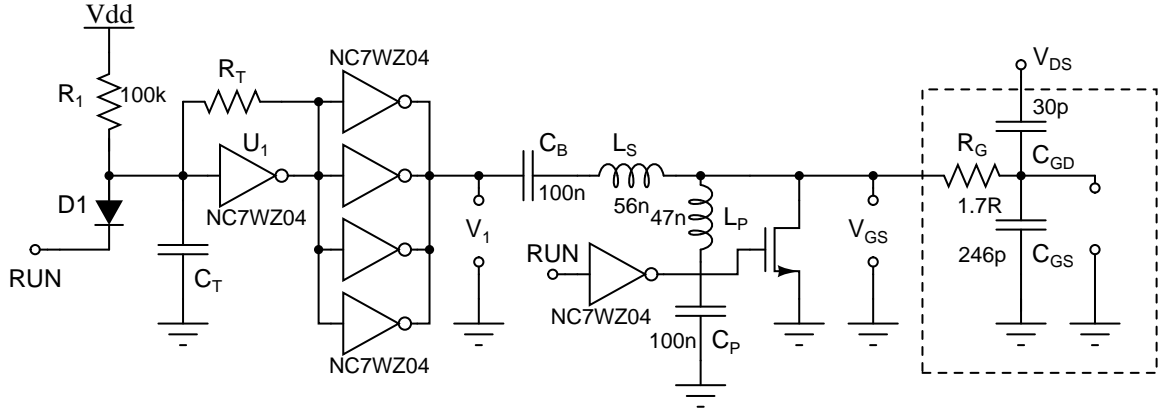 Vdd
NC7WZ04
R1
100k
RT
U1
NC7WZ04
D1
RUN
CT
NC7WZ04
V1
CB
100n
LS
56n
47n
LP
RUN
NC7WZ04
100n
CP
VGS
VDS
30p
CGD
RG
1.7R
246p
CGS